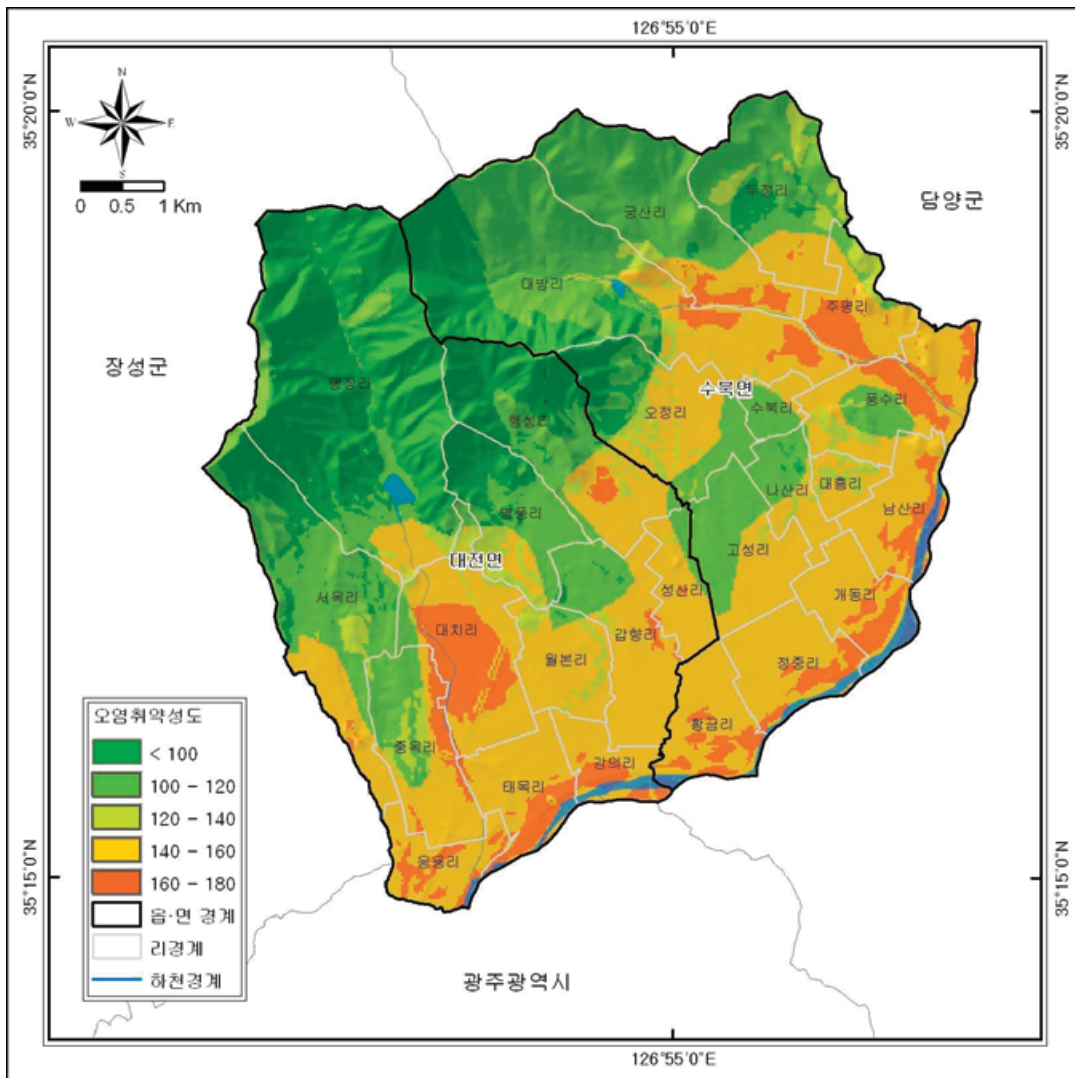 126°55'0"E
35°20'0"N
35°20'0"N
N
W
E
S
0 0.5 1 Km
담양군
두정리
궁산리
대방리
주평리
장성군
평장리
수북면
오정리
수북리
풍수리
행성리
나산리
대흥리
남산리
병풍리
고성리
대전면
서옥리
성산리
개동리
대치리
갑향리
월본리
정중리
황금리
중옥리
강의리
태목리
응용리
오염취약성도
< 100
100 - 120
120 - 140
140 - 160
160 - 180
읍·면 경계
리경계
하천경계
35°15'0"N
35°15'0"N
광주광역시
126°55'0"E